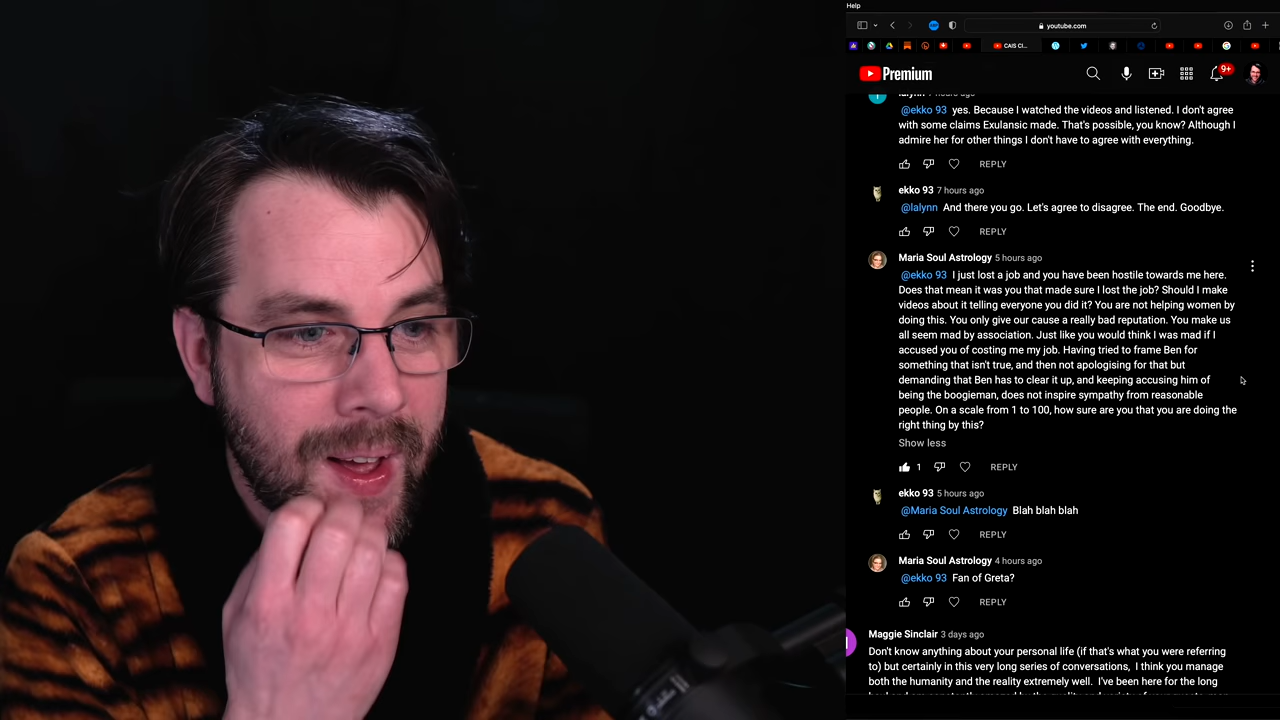 Help
youtube.com
CAIS Cl...
Premium
9+
lalynn 7 hours ago
@ekko 93 yes. Because I watched the videos and listened. I don't agree
with some claims Exulansic made. That's possible, you know? Although I
admire her for other things I don't have to agree with everything.
REPLY
ekko 93 7 hours ago
@lalynn And there you go. Let's agree to disagree. The end. Goodbye.
REPLY
Maria Soul Astrology 5 hours ago
@ekko 93 I just lost a job and you have been hostile towards me here.
Does that mean it was you that made sure I lost the job? Should I make
videos about it telling everyone you did it? You are not helping women by
doing this. You only give our cause a really bad reputation. You make us
all seem mad by association. Just like you would think I was mad if I
accused you of costing me my job. Having tried to frame Ben for
something that isn't true, and then not apologising for that but
demanding that Ben has to clear it up, and keeping accusing him of
being the boogieman, does not inspire sympathy from reasonable
people. On a scale from 1 to 100, how sure are you that you are doing the
right thing by this?
Show less
1 REPLY
ekko 93 5 hours ago
@Maria Soul Astrology Blah blah blah
REPLY
Maria Soul Astrology 4 hours ago
@ekko 93 Fan of Greta?
REPLY
Maggie Sinclair 3 days ago
Don't know anything about your personal life (if that's what you were referring
to) but certainly in this very long series of conversations, I think you manage
both the humanity and the reality extremely well. I've been here for the long